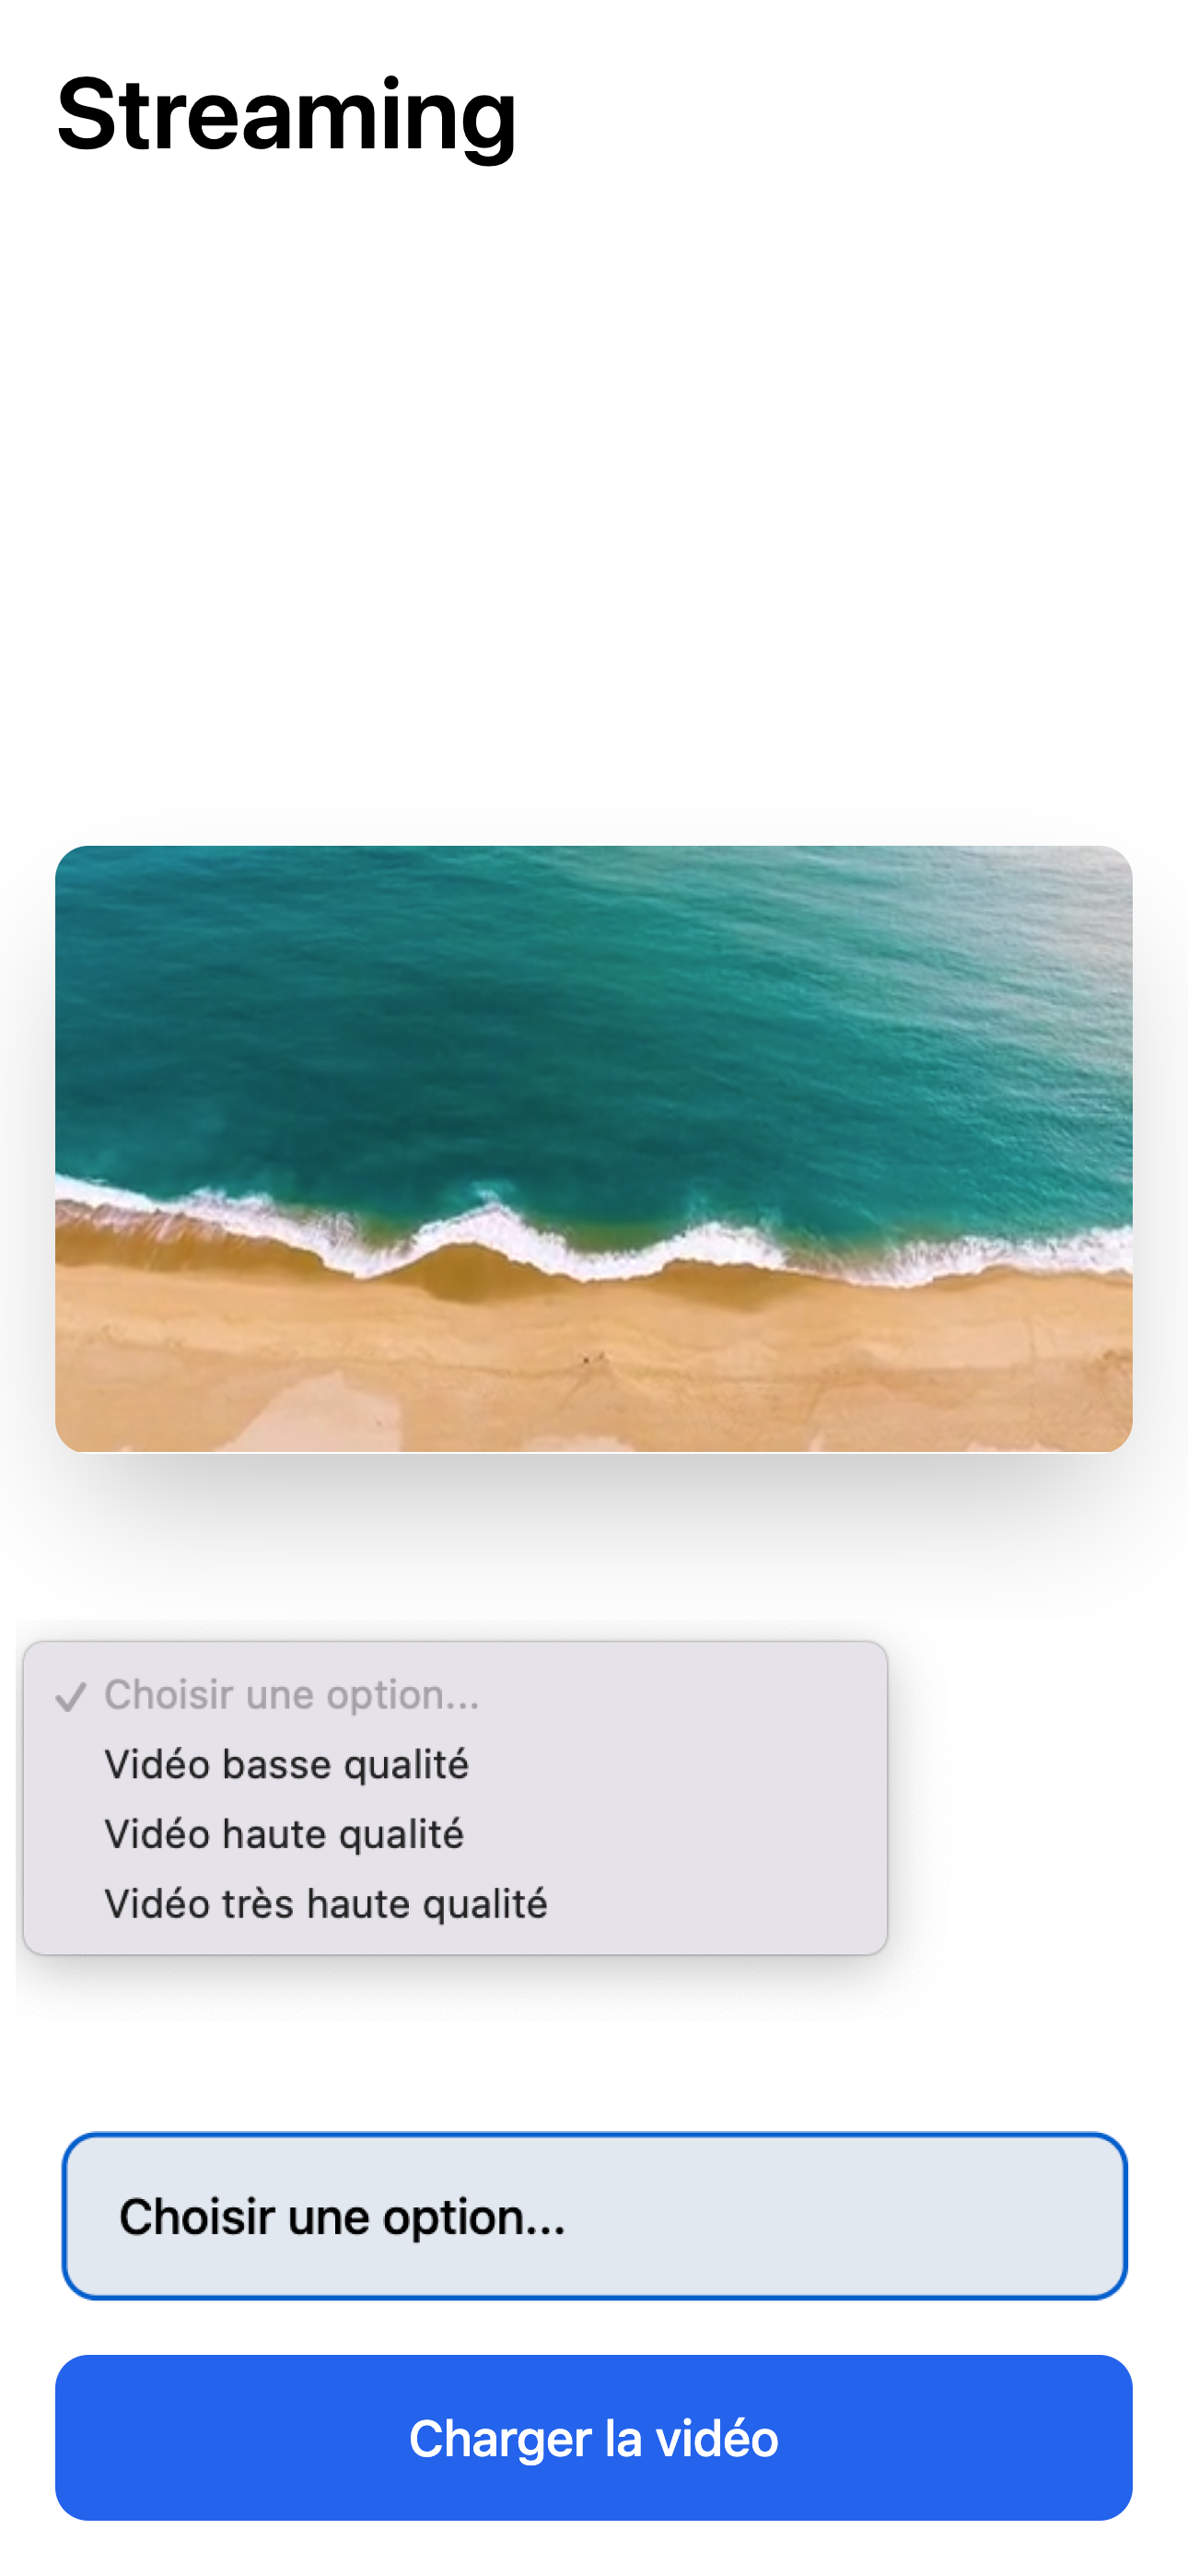 Streaming
Choisir une option...
Vidéo basse qualité
Vidéo haute qualité
Vidéo très haute qualité
Choisir une option...
Charger la vidéo